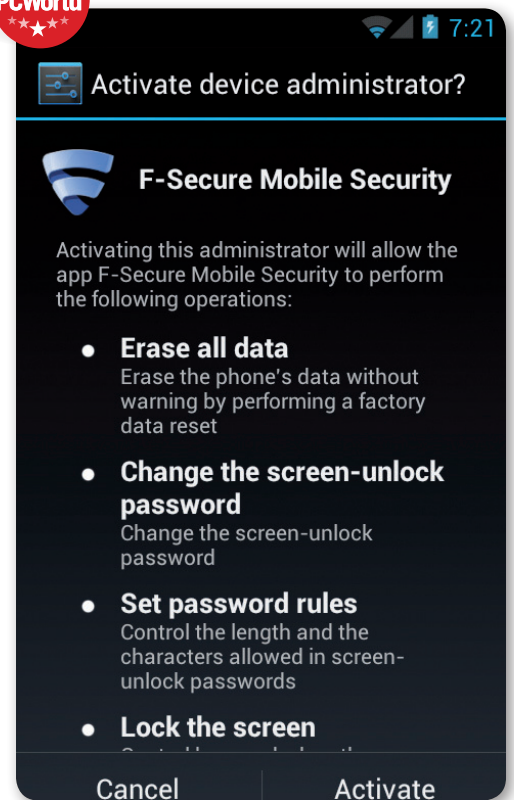 PCWorld
7:21
Activate device administrator?
F-Secure Mobile Security
Activating this administrator will allow the
app F-Secure Mobile Security to perform
the following operations:
Erase all data
Erase the phone's data without
warning by performing a factory
data reset
Change the screen-unlock
password
Change the screen-unlock
password
Set password rules
Control the length and the
characters allowed in screen-
unlock passwords
Lock the screen
Cancel
Activate